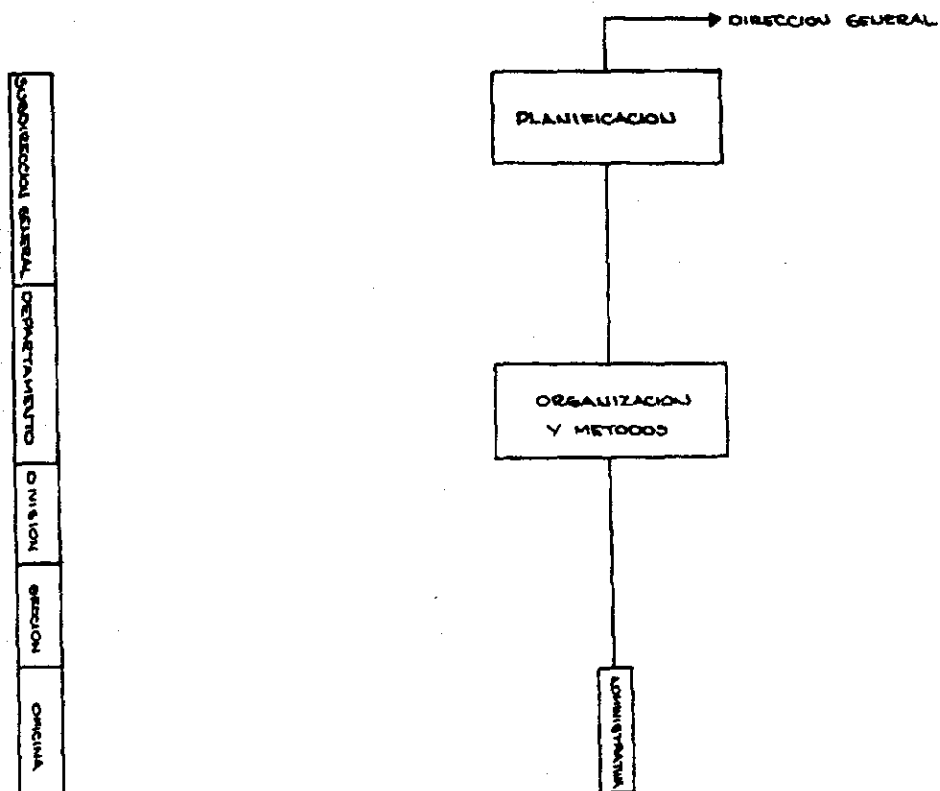 DIRECCION GENERAL
PLANIFICACION
ORGANIZACION
Y METODOS
ADMINISTRATIVA
SUBDIRECCION GENERAL
DEPARTAMENTO
DIVISION
SECCION
OFICINA